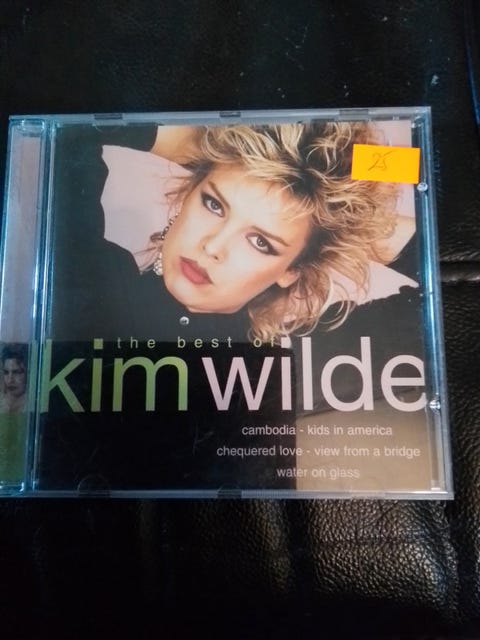 25
the best of
kim wilde
cambodia - kids in america
chequered love - view from a bridge
water on glass